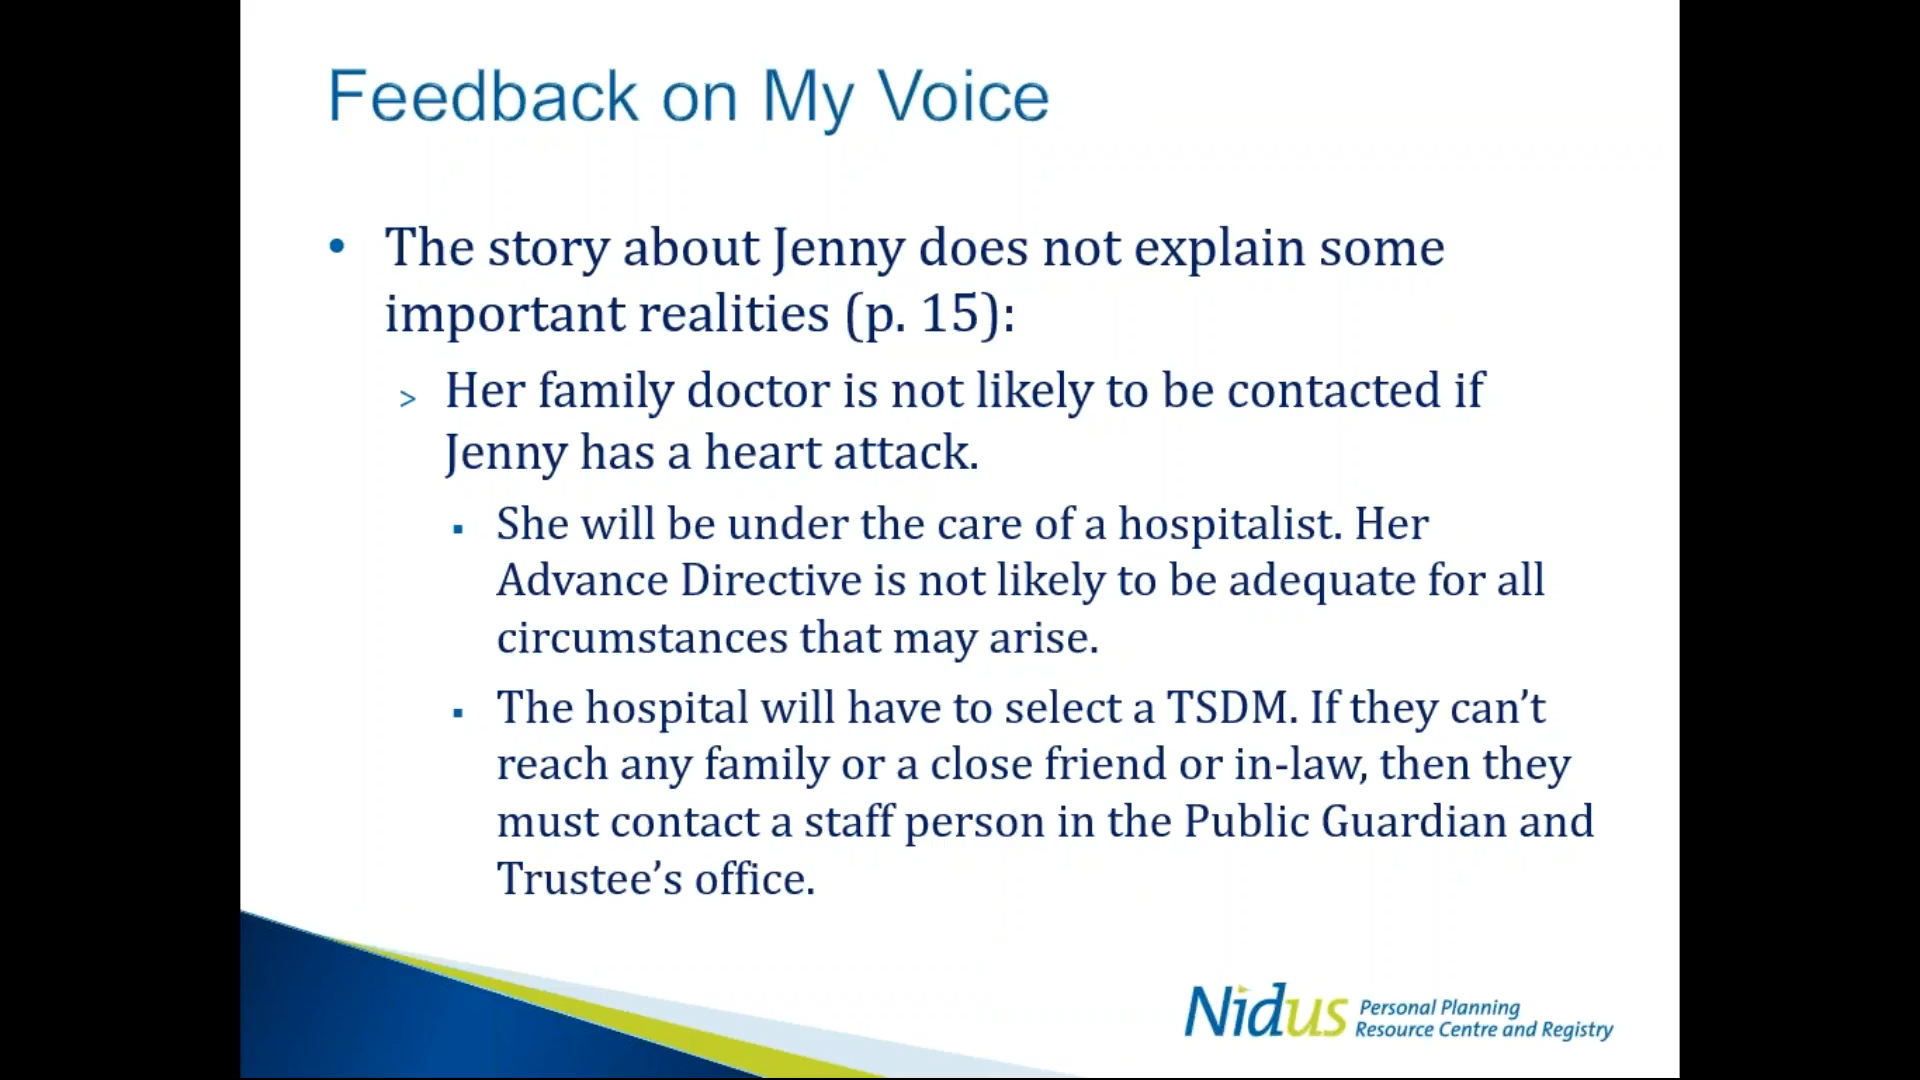 Feedback on My Voice
• The story about Jenny does not explain some
important realities (p. 15):
> Her family doctor is not likely to be contacted if
Jenny has a heart attack.
▪ She will be under the care of a hospitalist. Her
Advance Directive is not likely to be adequate for all
circumstances that may arise.
▪ The hospital will have to select a TSDM. If they can’t
reach any family or a close friend or in-law, then they
must contact a staff person in the Public Guardian and
Trustee’s office.
Nidus Personal Planning
Resource Centre and Registry